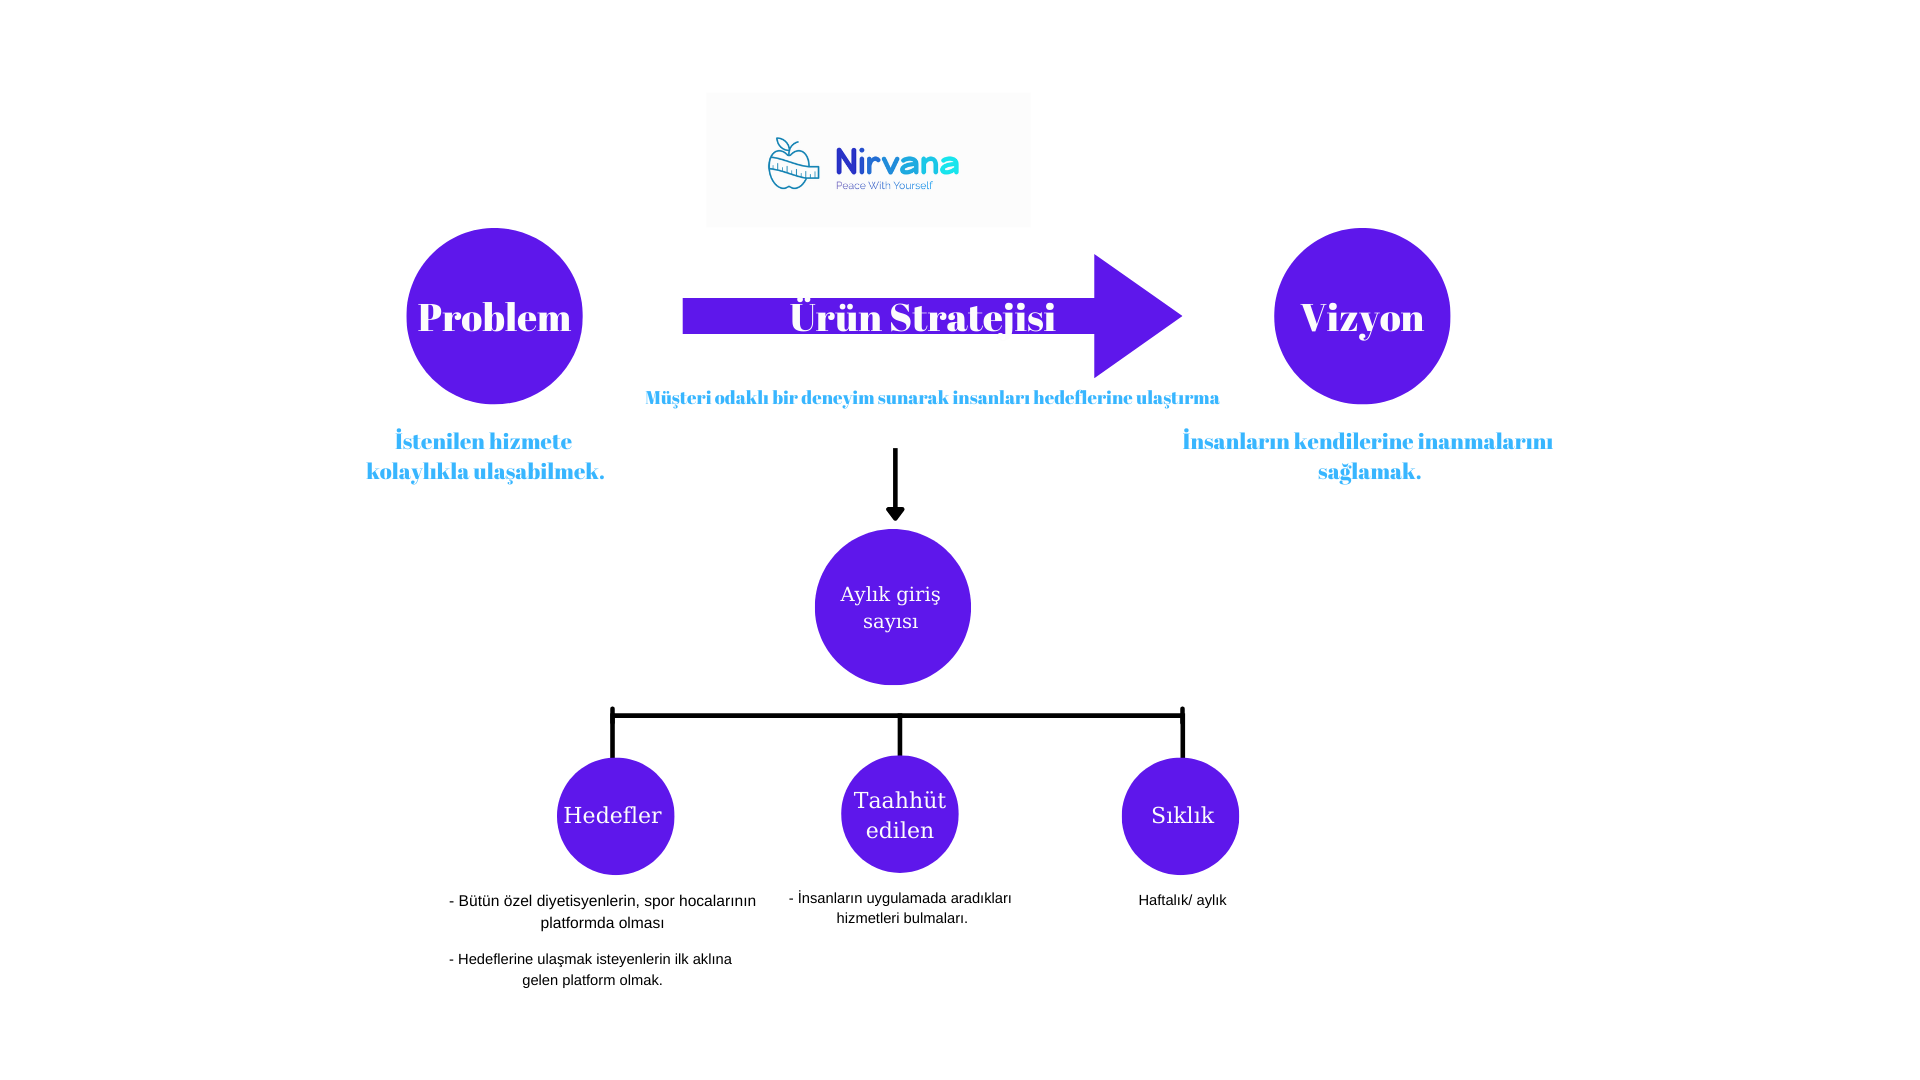 Nirvana
Peace With Yourself
Problem
Ürün Stratejisi
Vizyon
Müşteri odaklı bir deneyim sunarak insanları hedeflerine ulaştırma
İstenilen hizmete
kolaylıkla ulaşabilmek.
İnsanların kendilerine inanmalarını
sağlamak.
Aylık giriş
sayısı
Hedefler
Taahhüt
edilen
Sıklık
- Bütün özel diyetisyenlerin, spor hocalarının
platformda olması
- Hedeflerine ulaşmak isteyenlerin ilk aklına
gelen platform olmak.
- İnsanların uygulamada aradıkları
hizmetleri bulmaları.
Haftalık/ aylık